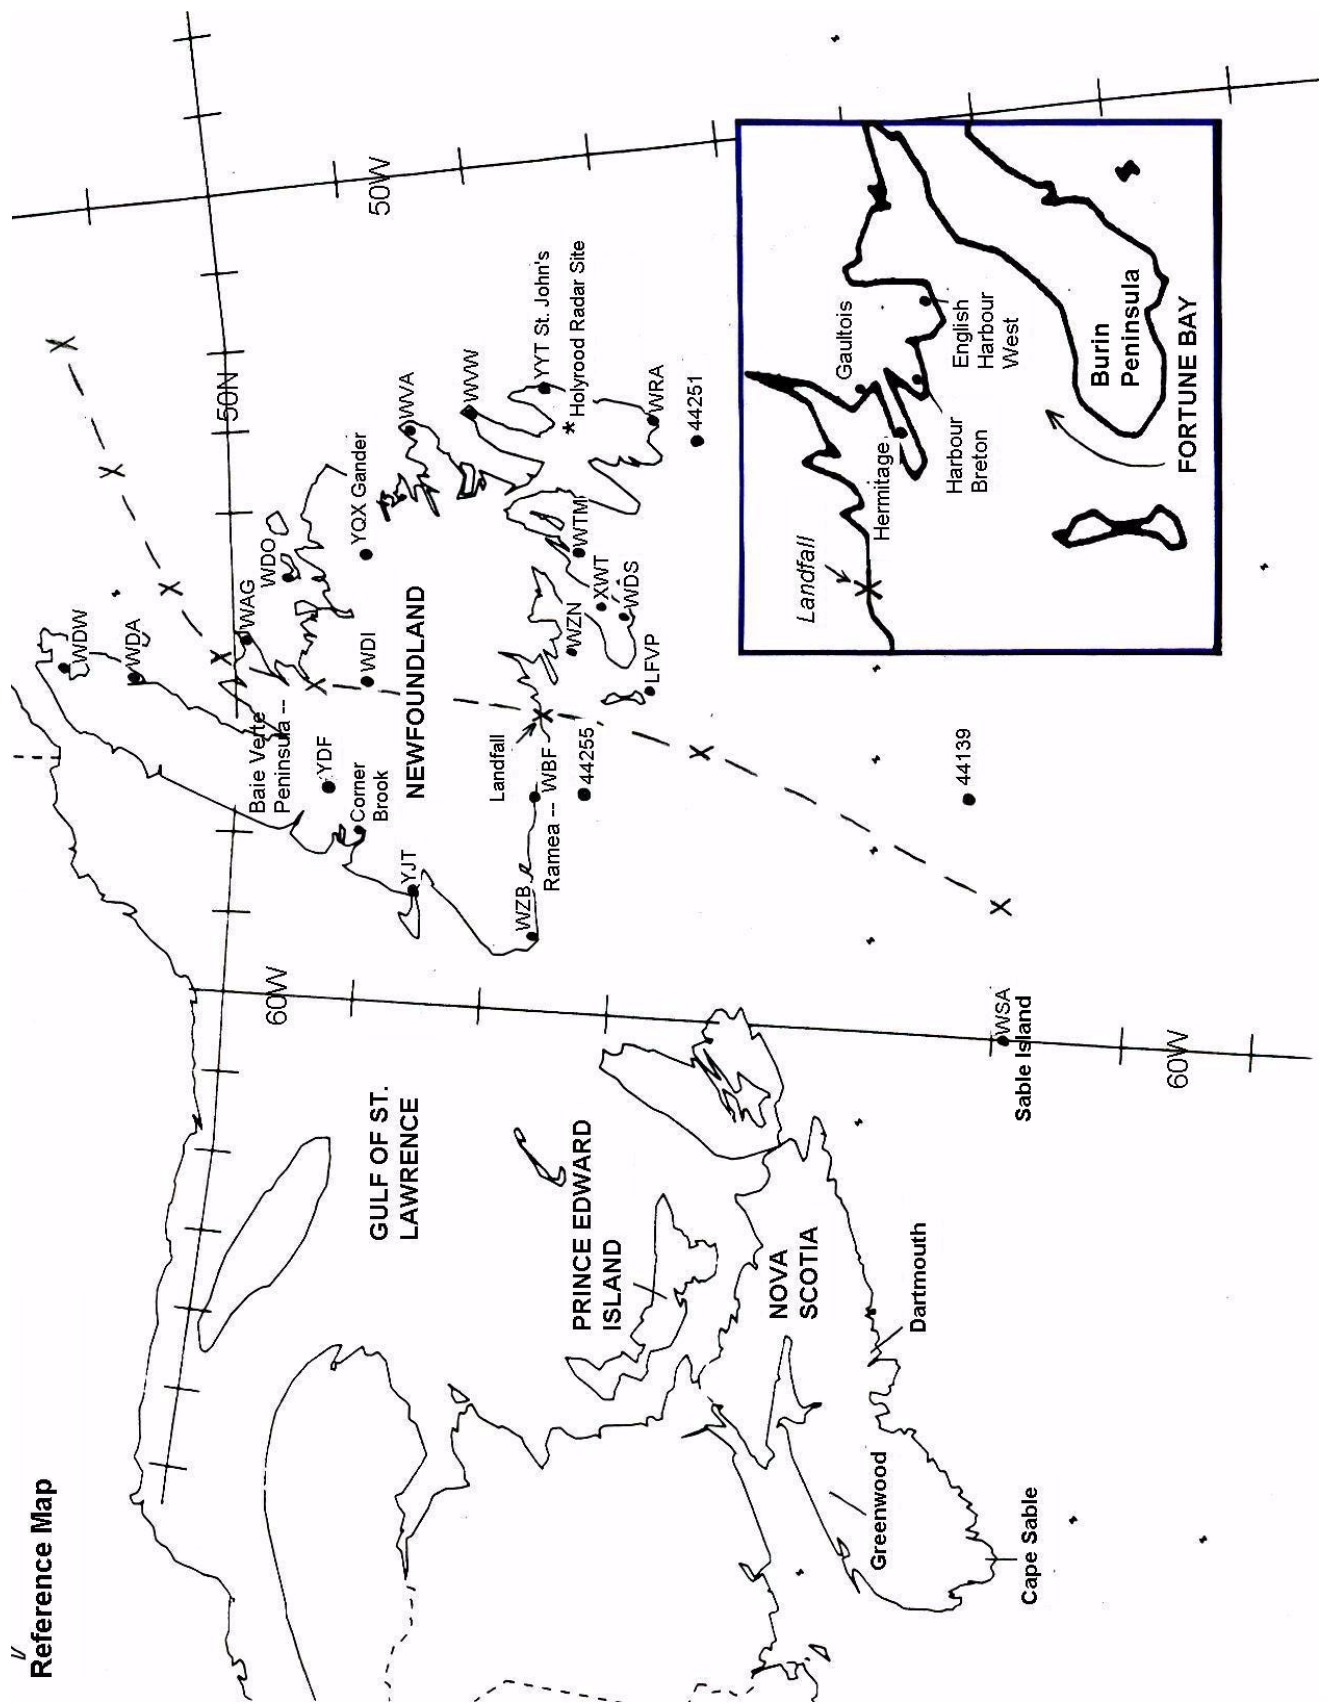 Reference Map
50W
50N
WDW
WDA
WAG
WDO
YQX Gander
WVA
WVW
YYT St. John's
* Holyrood Radar Site
WRA
44251
WTM
XWT
WDS
WZN
LFVP
WDI
NEWFOUNDLAND
Baie Verte
Peninsula --
YDF
Corner
Brook
YJT
Landfall
WBF
Ramea --
WZB
44255
44139
60W
GULF OF ST.
LAWRENCE
PRINCE EDWARD
ISLAND
NOVA
SCOTIA
Dartmouth
Greenwood
Cape Sable
WSA
Sable Island
60W
Landfall
Hermitage
Gaultois
Harbour
Breton
English
Harbour
West
Burin
Peninsula
FORTUNE BAY